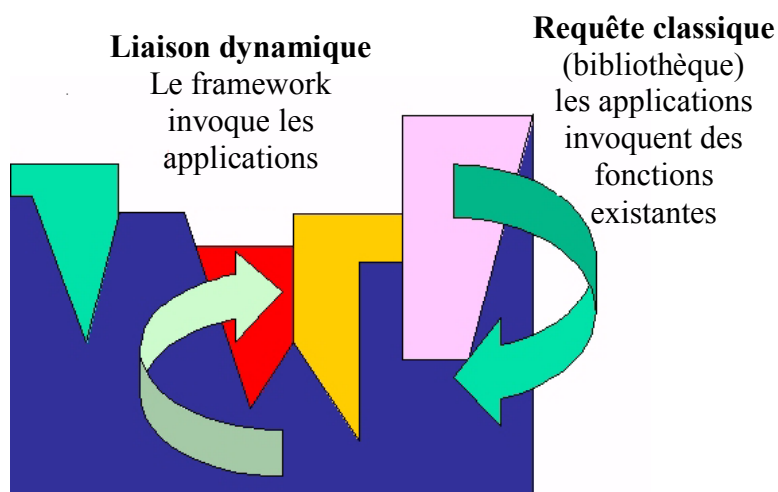 Liaison dynamique
Le framework
invoque les
applications
Requête classique
(bibliothèque)
les applications
invoquent des
fonctions
existantes